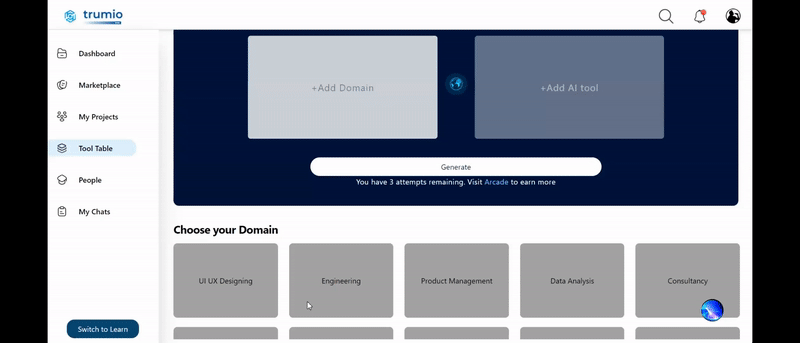 trumio
Dashboard
Marketplace
My Projects
Tool Table
People
My Chats
Switch to Learn
+Add Domain
+Add AI tool
Generate
You have 3 attempts remaining. Visit Arcade to earn more
Choose your Domain
UI UX Designing
Engineering
Product Management
Data Analysis
Consultancy